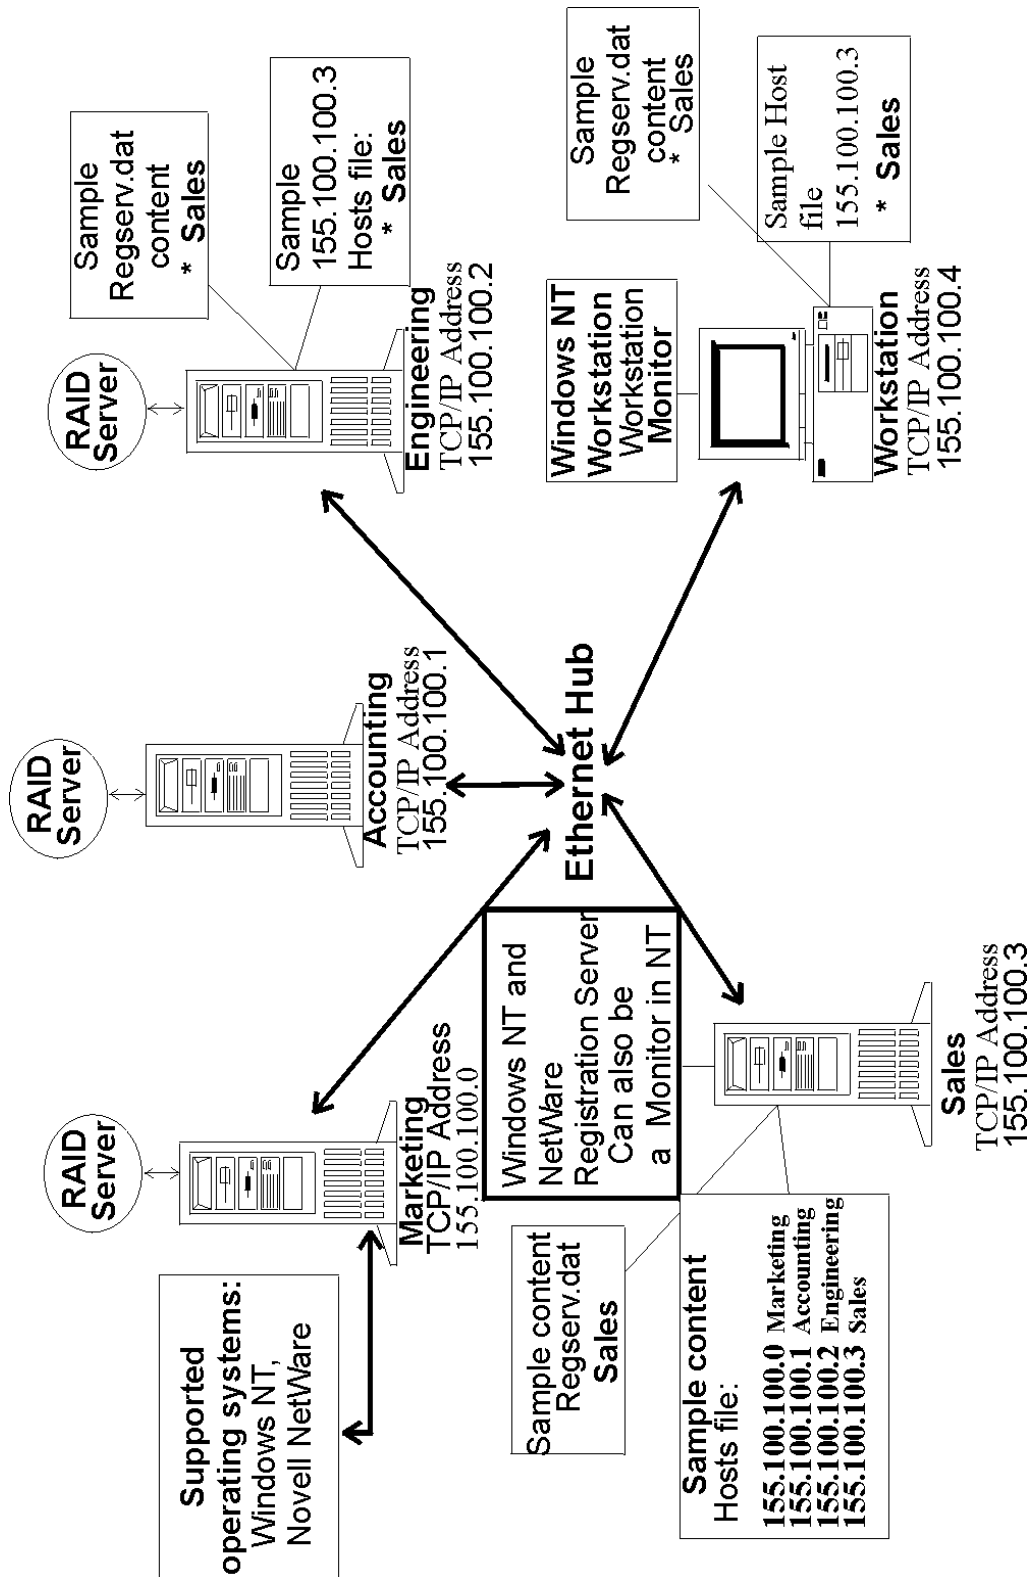 Supported
operating systems:
Windows NT,
Novell NetWare
RAID
Server
Marketing
TCP/IP Address
155.100.100.0
RAID
Server
Accounting
TCP/IP Address
155.100.100.1
RAID
Server
Engineering
TCP/IP Address
155.100.100.2
Sample
Regserv.dat
content
* Sales
Sample
155.100.100.3
Hosts file:
* Sales
Windows NT and
NetWare
Registration Server
Can also be
a Monitor in NT
Ethernet Hub
Windows NT
Workstation
Workstation
Monitor
Sample
Regserv.dat
content
* Sales
Sample Host
file
155.100.100.3
* Sales
Sample content
Regserv.dat
Sales
Sample content
Hosts file:
155.100.100.0 Marketing
155.100.100.1 Accounting
155.100.100.2 Engineering
155.100.100.3 Sales
Sales
TCP/IP Address
155.100.100.3
Workstation
TCP/IP Address
155.100.100.4